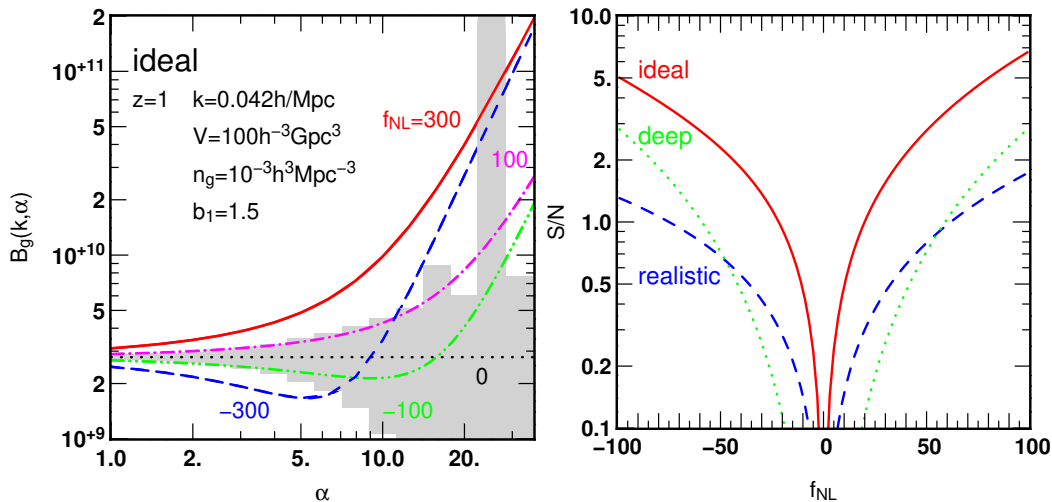 ideal
z=1 k=0.042h/Mpc
V=100h⁻³Gpc³
n_g=10⁻³h³Mpc⁻³
b₁=1.5
f_NL=300
100
0
−100
−300
2
10+11
5
2
10+10
5
2
10+9
1.0
2.
5.
10.0
20.
B_g(k,α)
α
ideal
deep
realistic
10.0
5.
2.
1.0
0.5
0.2
0.1
−100
−50
0
50
100
S/N
f_NL